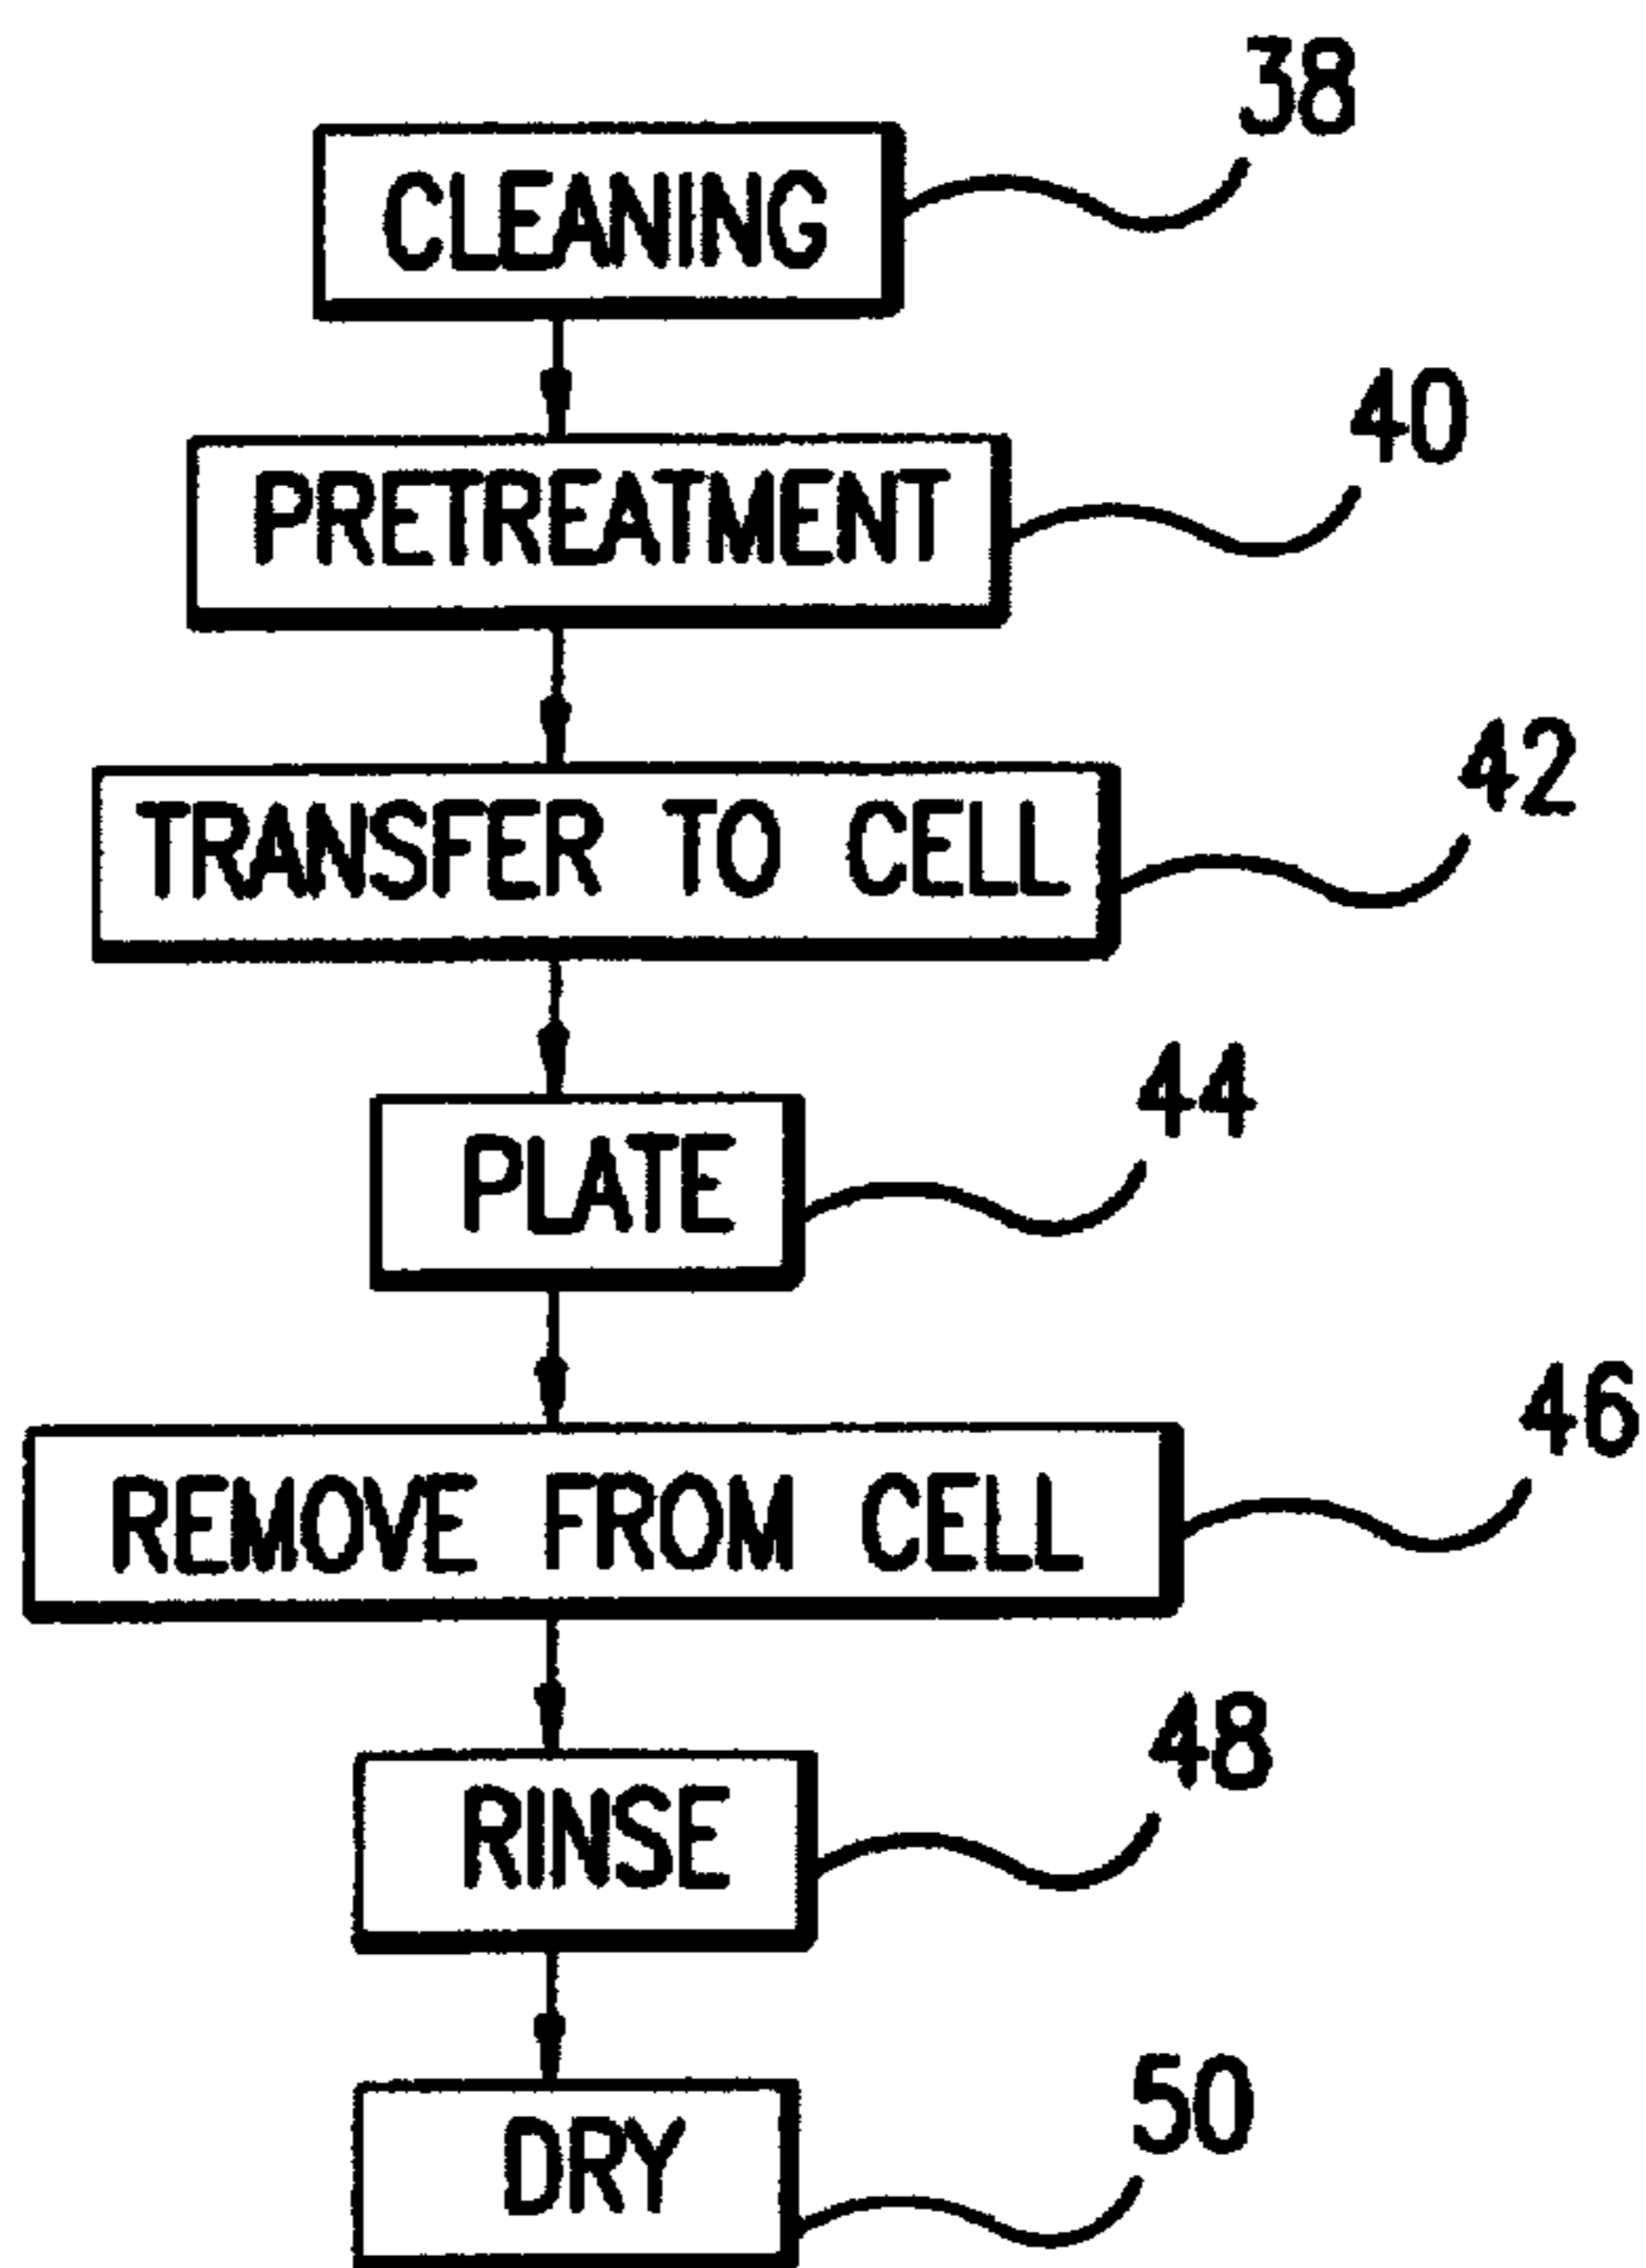 38
CLEANING
40
PRETREATMENT
42
TRANSFER TO CELL
44
PLATE
46
REMOVE FROM CELL
48
RINSE
50
DRY